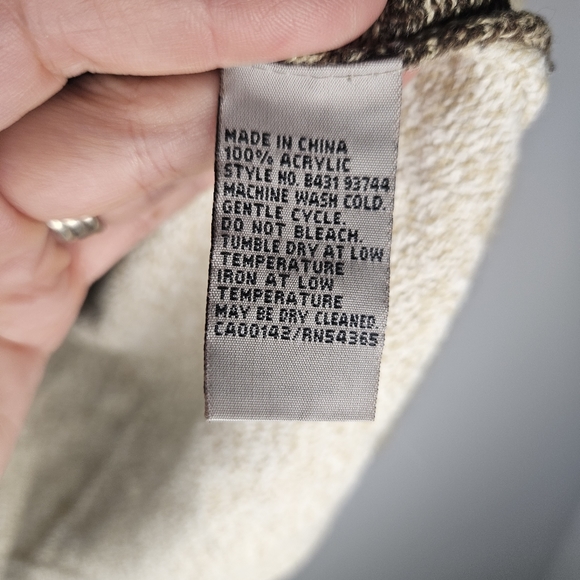 MADE IN CHINA
100% ACRYLIC
STYLE NO. B431 93744
MACHINE WASH COLD.
GENTLE CYCLE.
DO NOT BLEACH.
TUMBLE DRY AT LOW
TEMPERATURE
IRON AT LOW
TEMPERATURE
MAY BE DRY CLEANED.
CA00142/RN54365